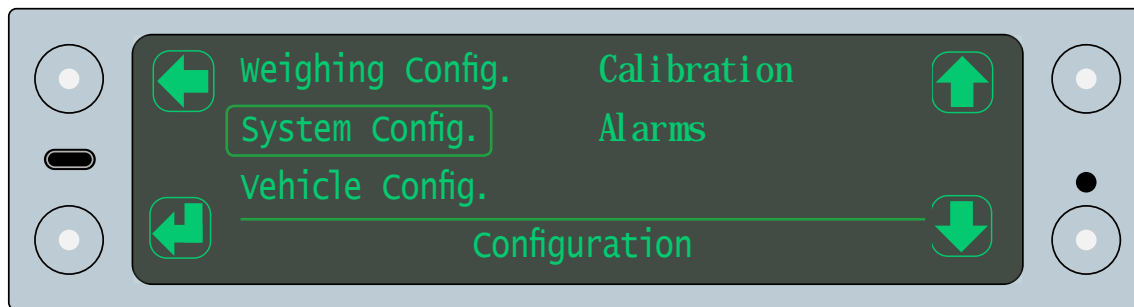 Weighing Config. Calibration
System Config. Alarms
Vehicle Config.
Configuration